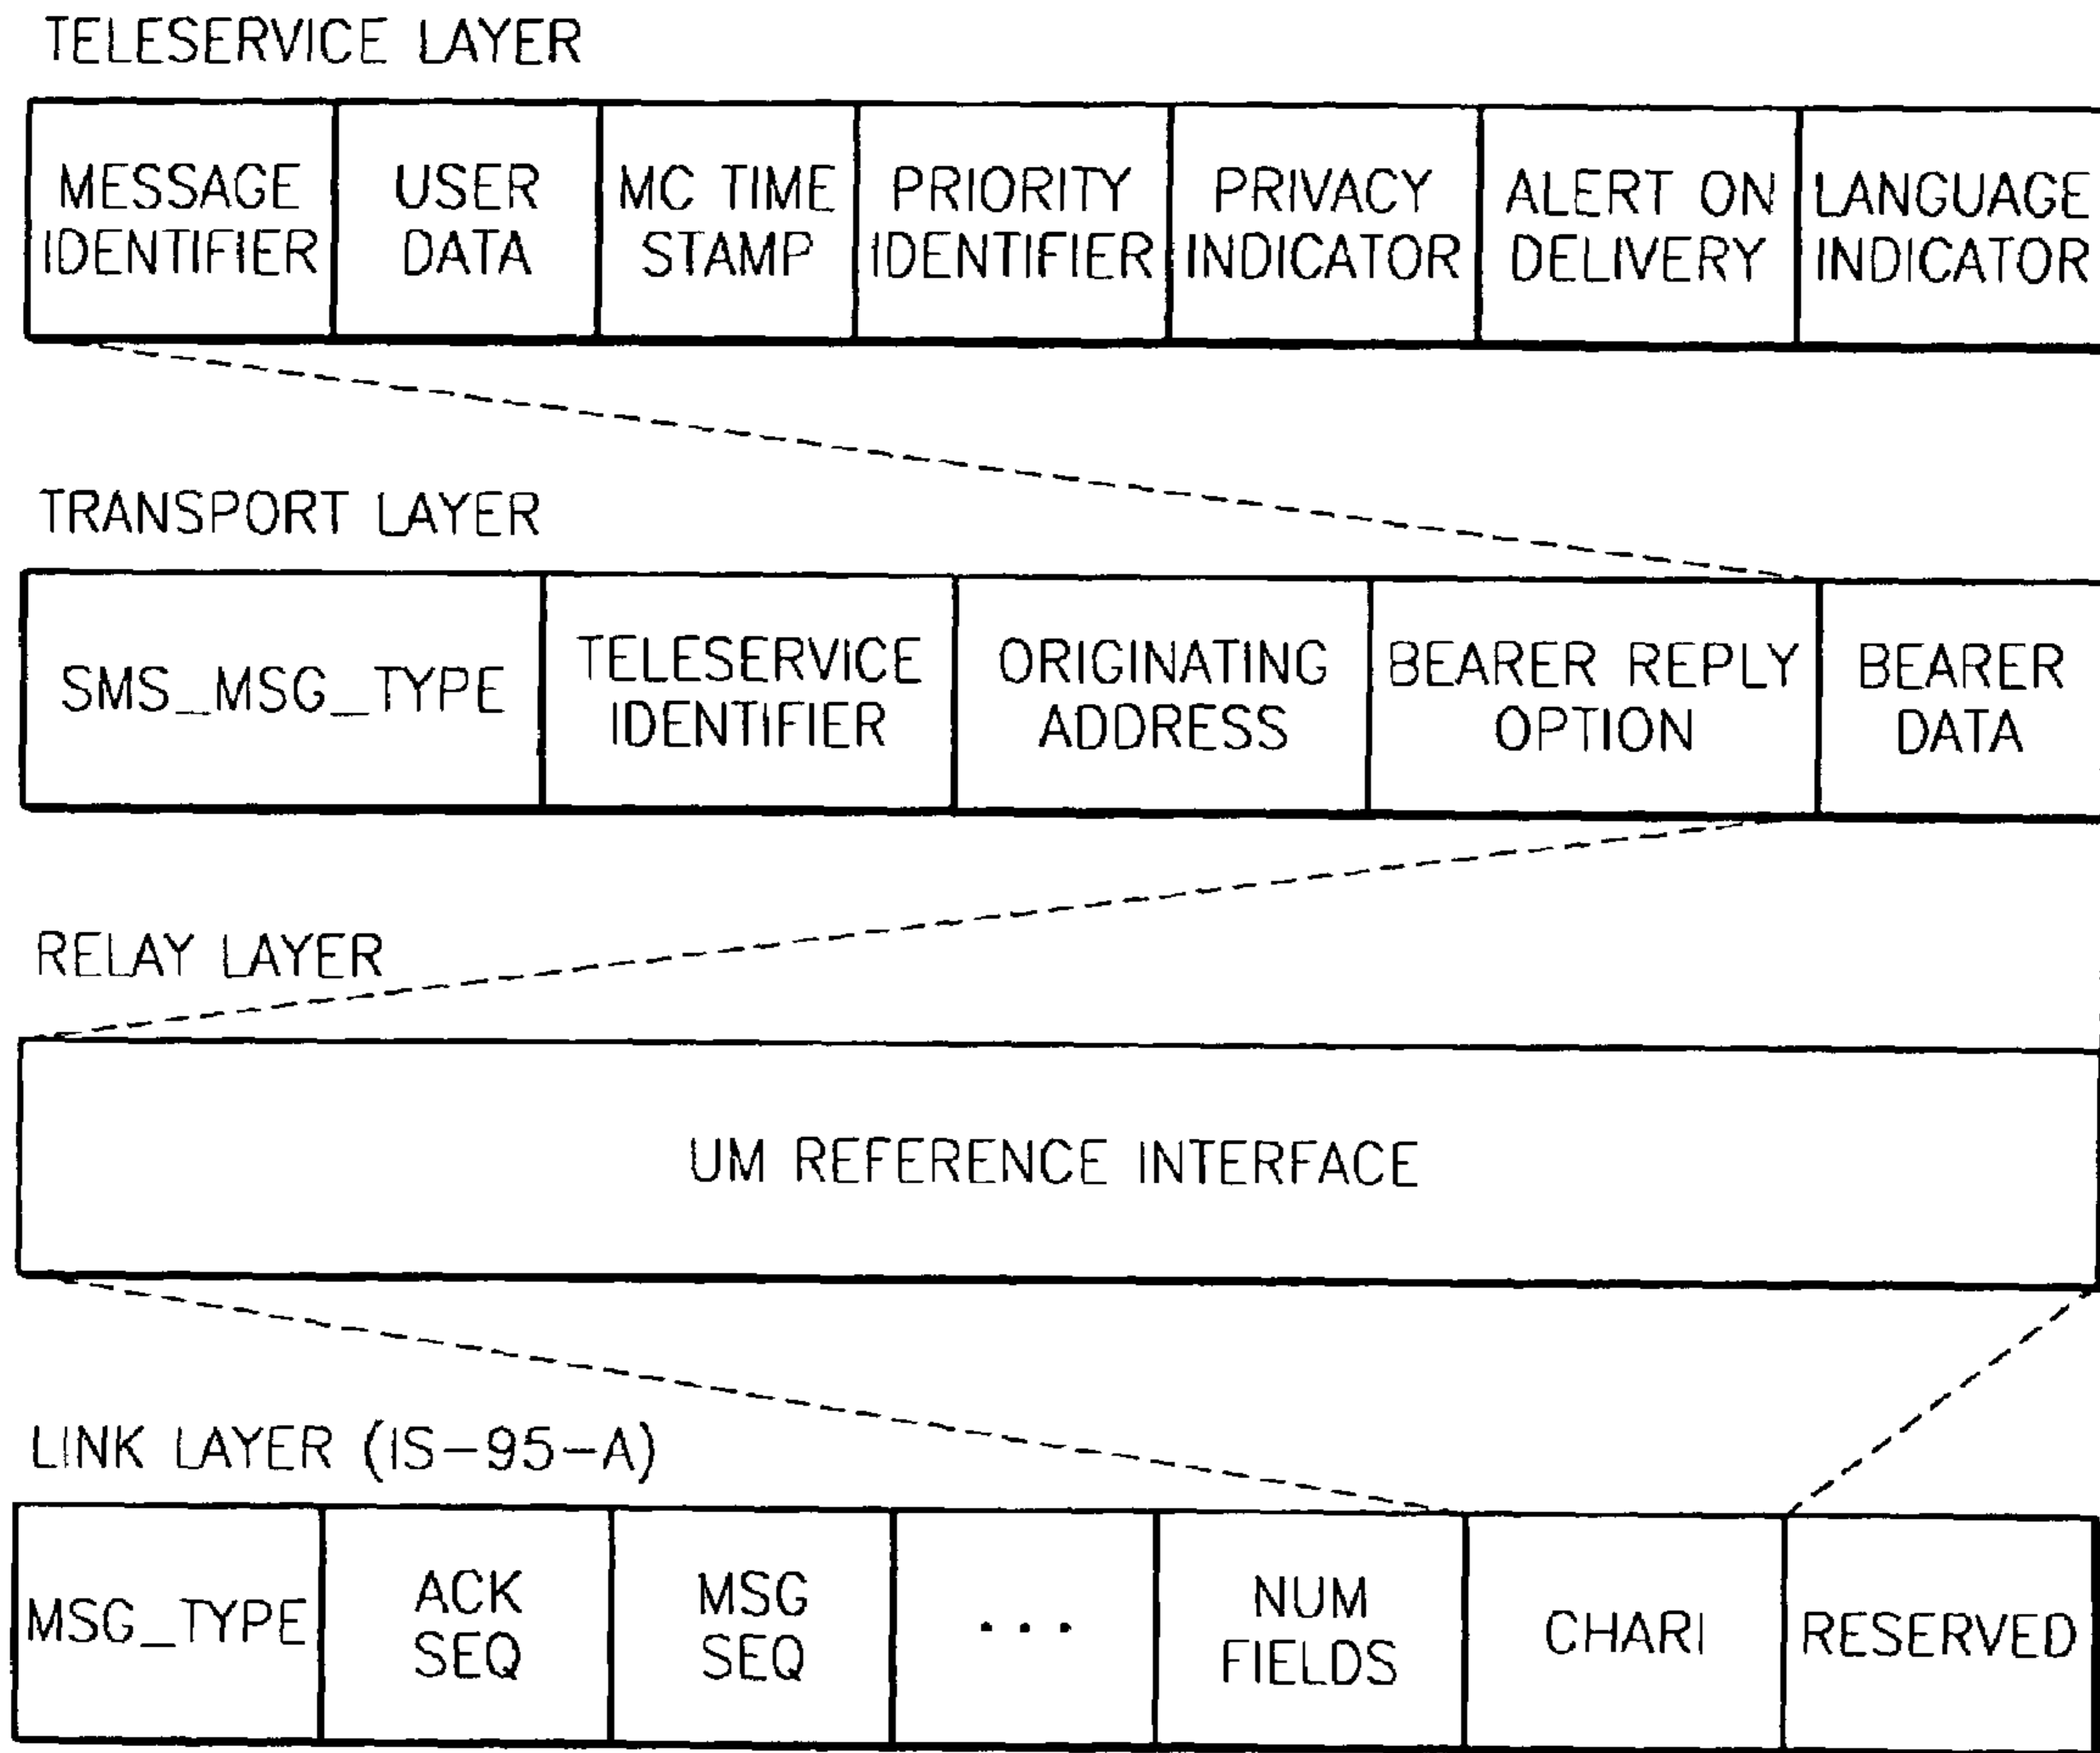 TELESERVICE LAYER
MESSAGE
IDENTIFIER
USER
DATA
MC TIME
STAMP
PRIORITY
IDENTIFIER
PRIVACY
INDICATOR
ALERT ON
DELIVERY
LANGUAGE
INDICATOR
TRANSPORT LAYER
SMS_MSG_TYPE
TELESERVICE
IDENTIFIER
ORIGINATING
ADDRESS
BEARER REPLY
OPTION
BEARER
DATA
RELAY LAYER
UM REFERENCE INTERFACE
LINK LAYER (IS-95-A)
MSG_TYPE
ACK
SEQ
MSG
SEQ
...
NUM
FIELDS
CHARI
RESERVED